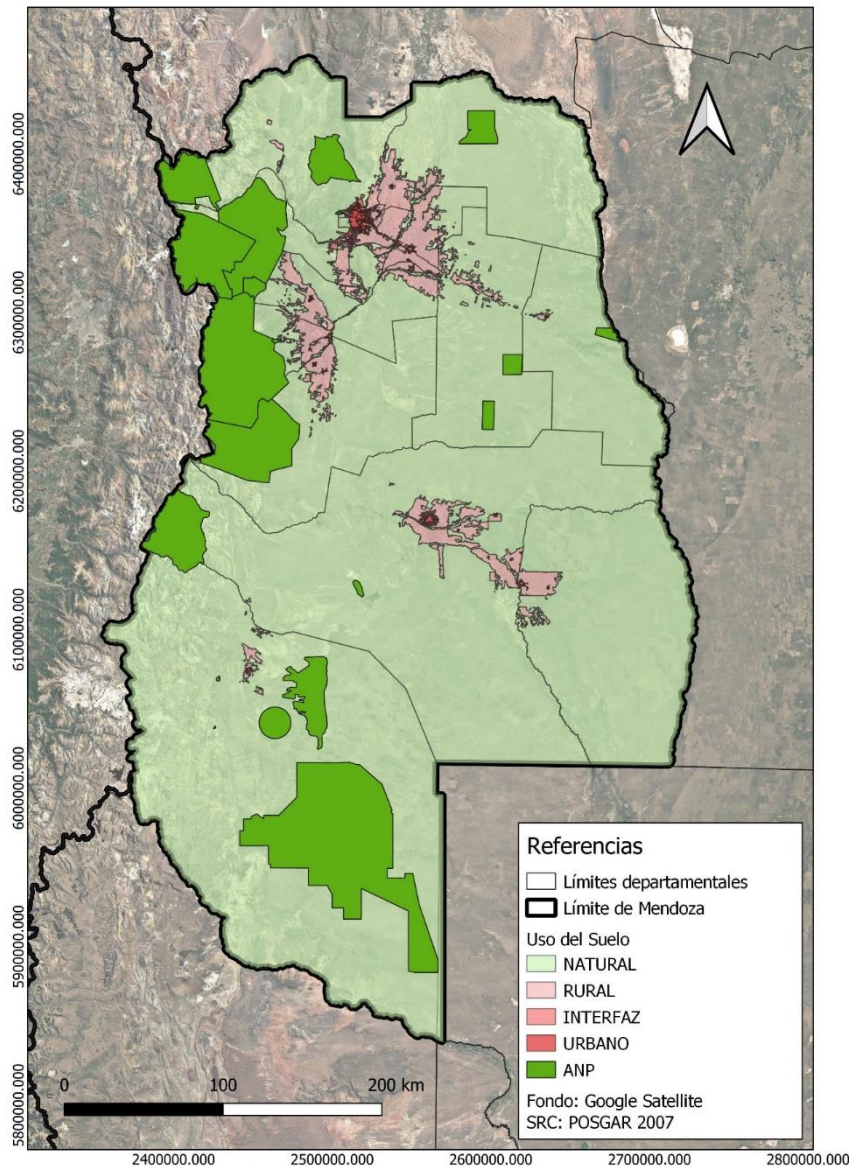 6400000.000
6300000.000
6200000.000
6100000.000
6000000.000
5900000.000
5800000.000
Referencias
Límites departamentales
Límite de Mendoza
Uso del Suelo
NATURAL
RURAL
INTERFAZ
URBANO
ANP
Fondo: Google Satellite
SRC: POSGAR 2007
0 100 200 km
2400000.000 2500000.000 2600000.000 2700000.000 2800000.000